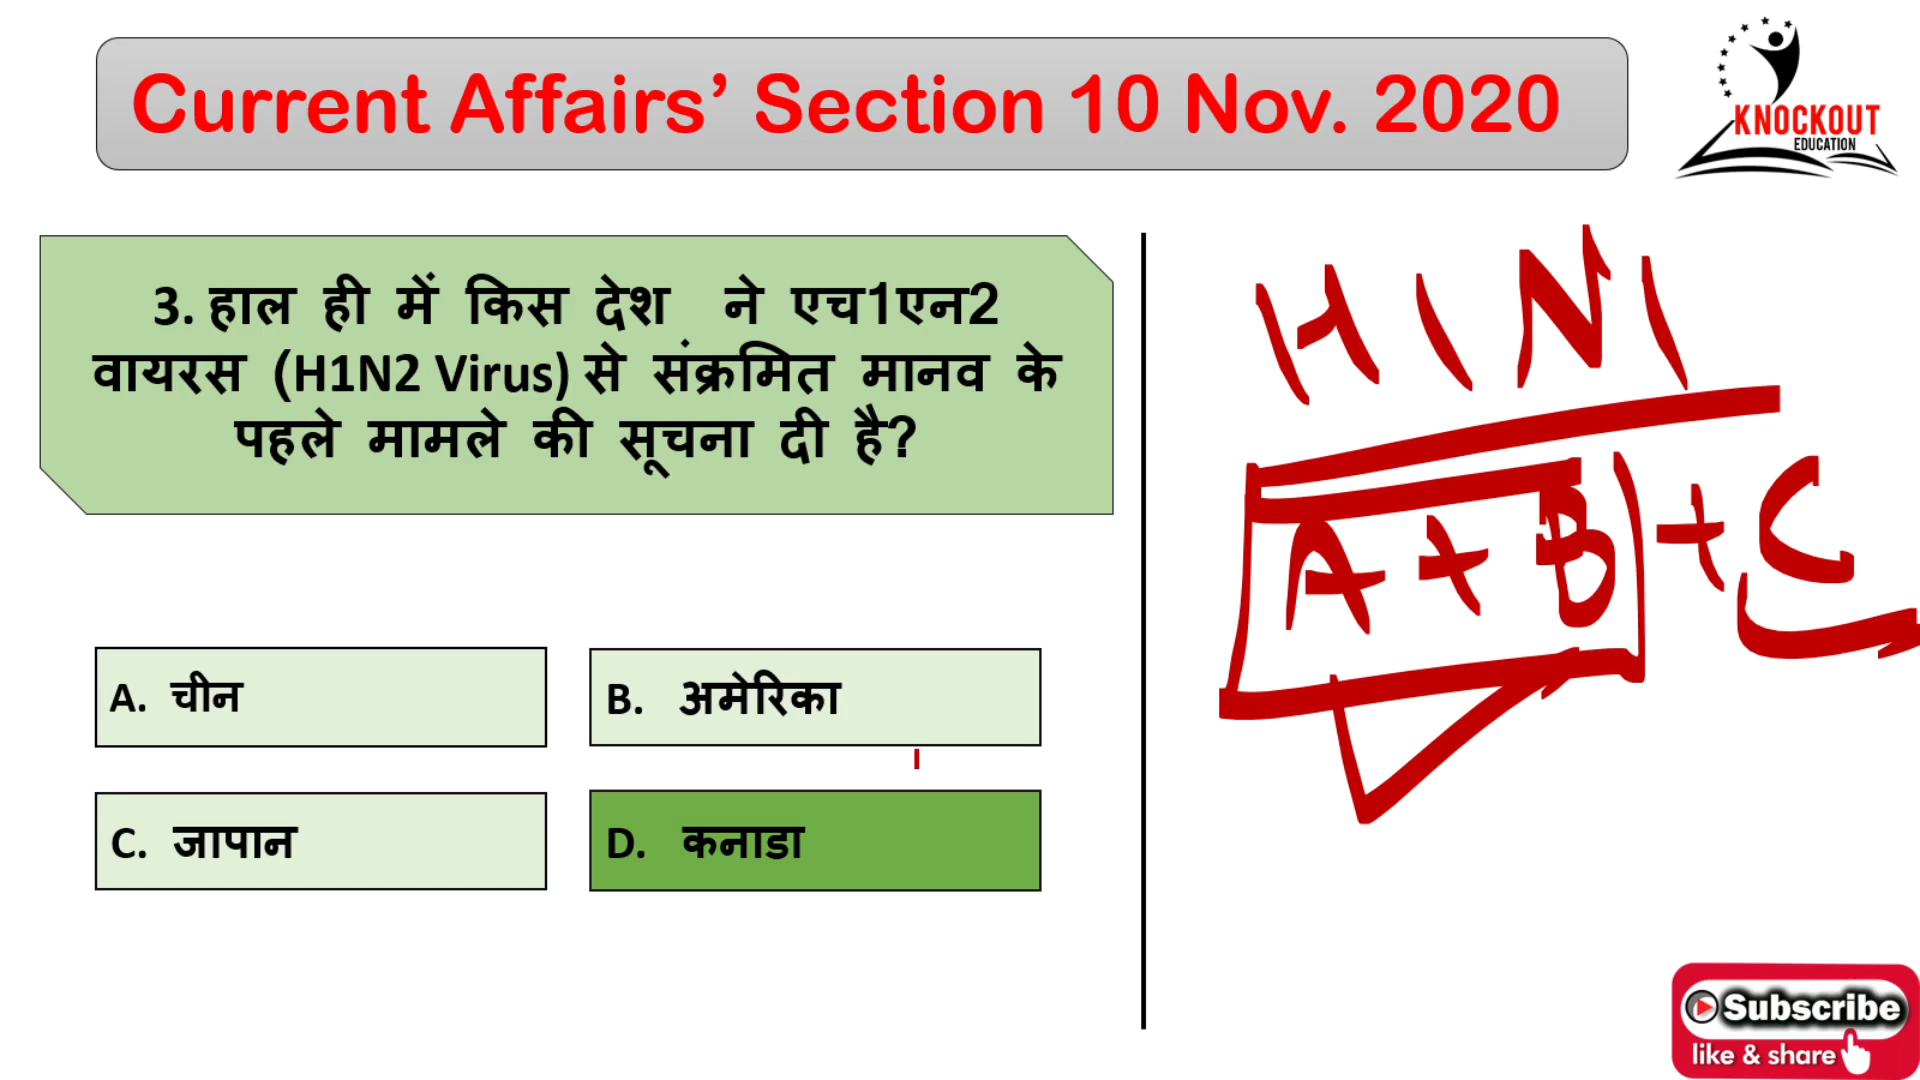 Current Affairs’ Section 10 Nov. 2020
KNOCKOUT
EDUCATION
3. हाल ही में किस देश ने एच1एन2
वायरस (H1N2 Virus) से संक्रमित मानव के
पहले मामले की सूचना दी है?
H1N1
A+B+C
A. चीन
B. अमेरिका
C. जापान
D. कनाडा
Subscribe
like & share